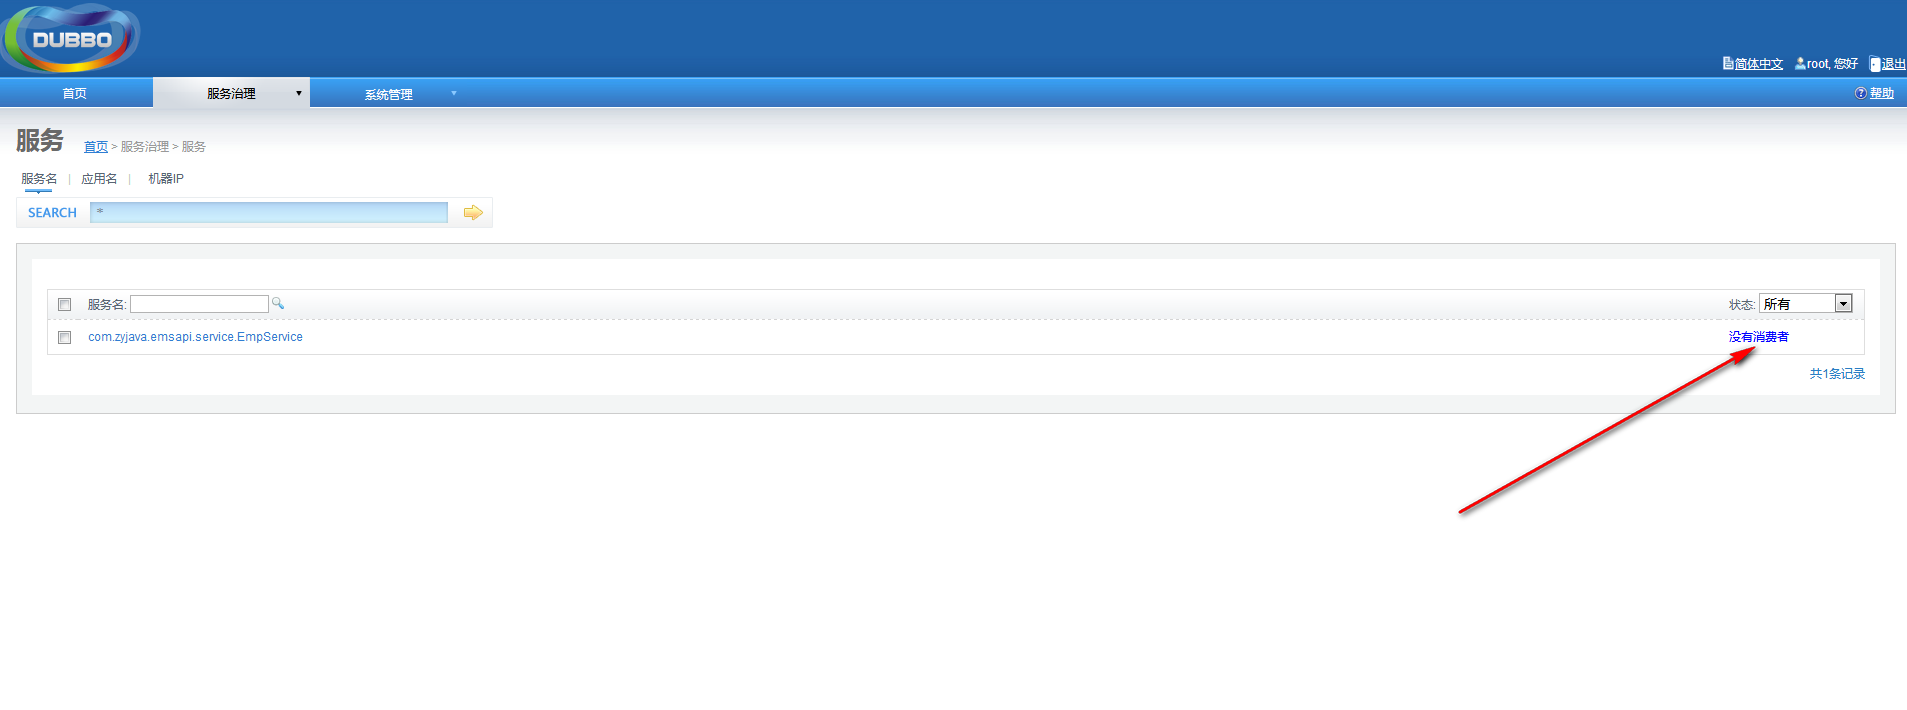 DUBBO
简体中文 root, 您好 退出
首页 服务治理 系统管理 帮助
服务 首页 > 服务治理 > 服务
服务名 | 应用名 | 机器IP
SEARCH *
服务名: 状态: 所有
com.zyjava.emsapi.service.EmpService 没有消费者
共1条记录